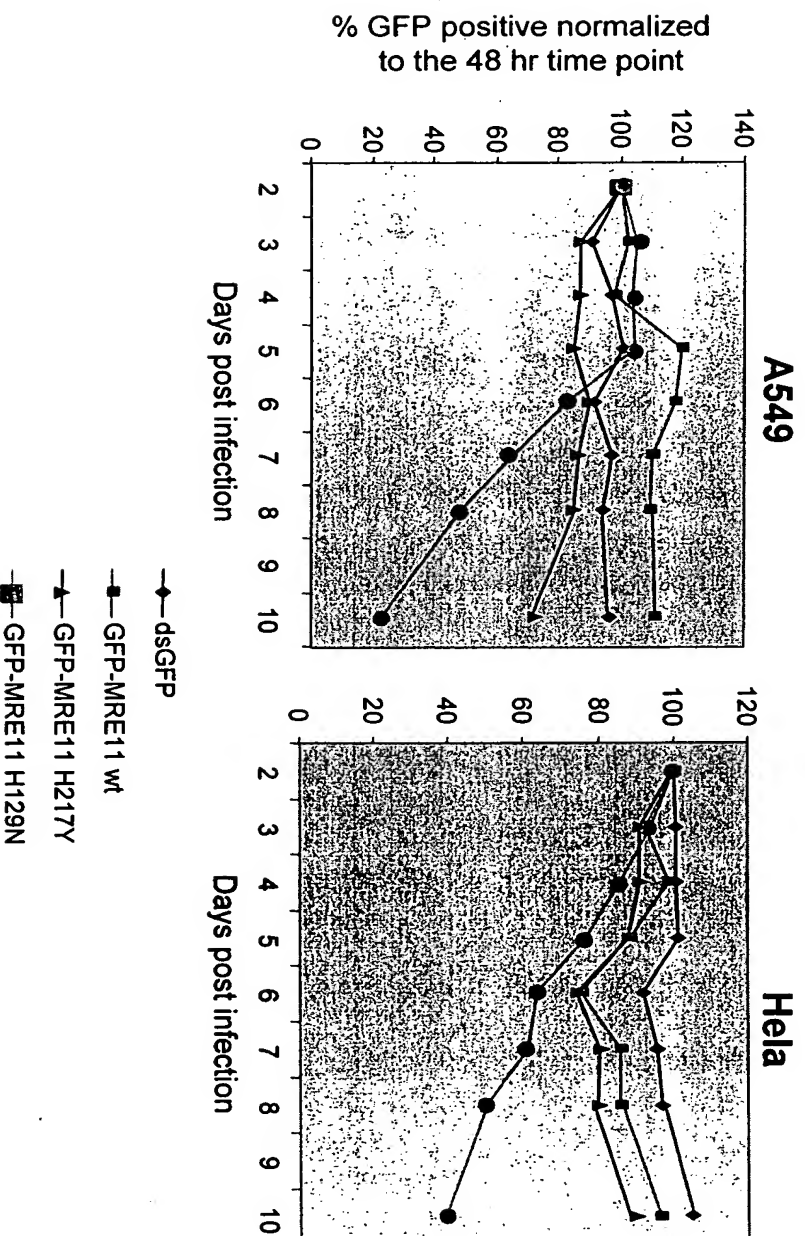 % GFP positive normalized
to the 48 hr time point
A549
140
120
100
80
60
40
20
0
2 3 4 5 6 7 8 9 10
Days post infection
Hela
120
100
80
60
40
20
0
2 3 4 5 6 7 8 9 10
Days post infection
dsGFP
GFP-MRE11 wt
GFP-MRE11 H217Y
GFP-MRE11 H129N